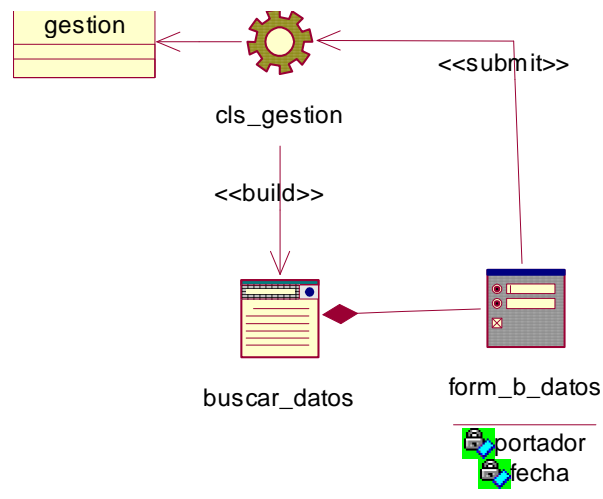 gestion
<<submit>>
cls_gestion
<<build>>
buscar_datos
form_b_datos
portador
fecha